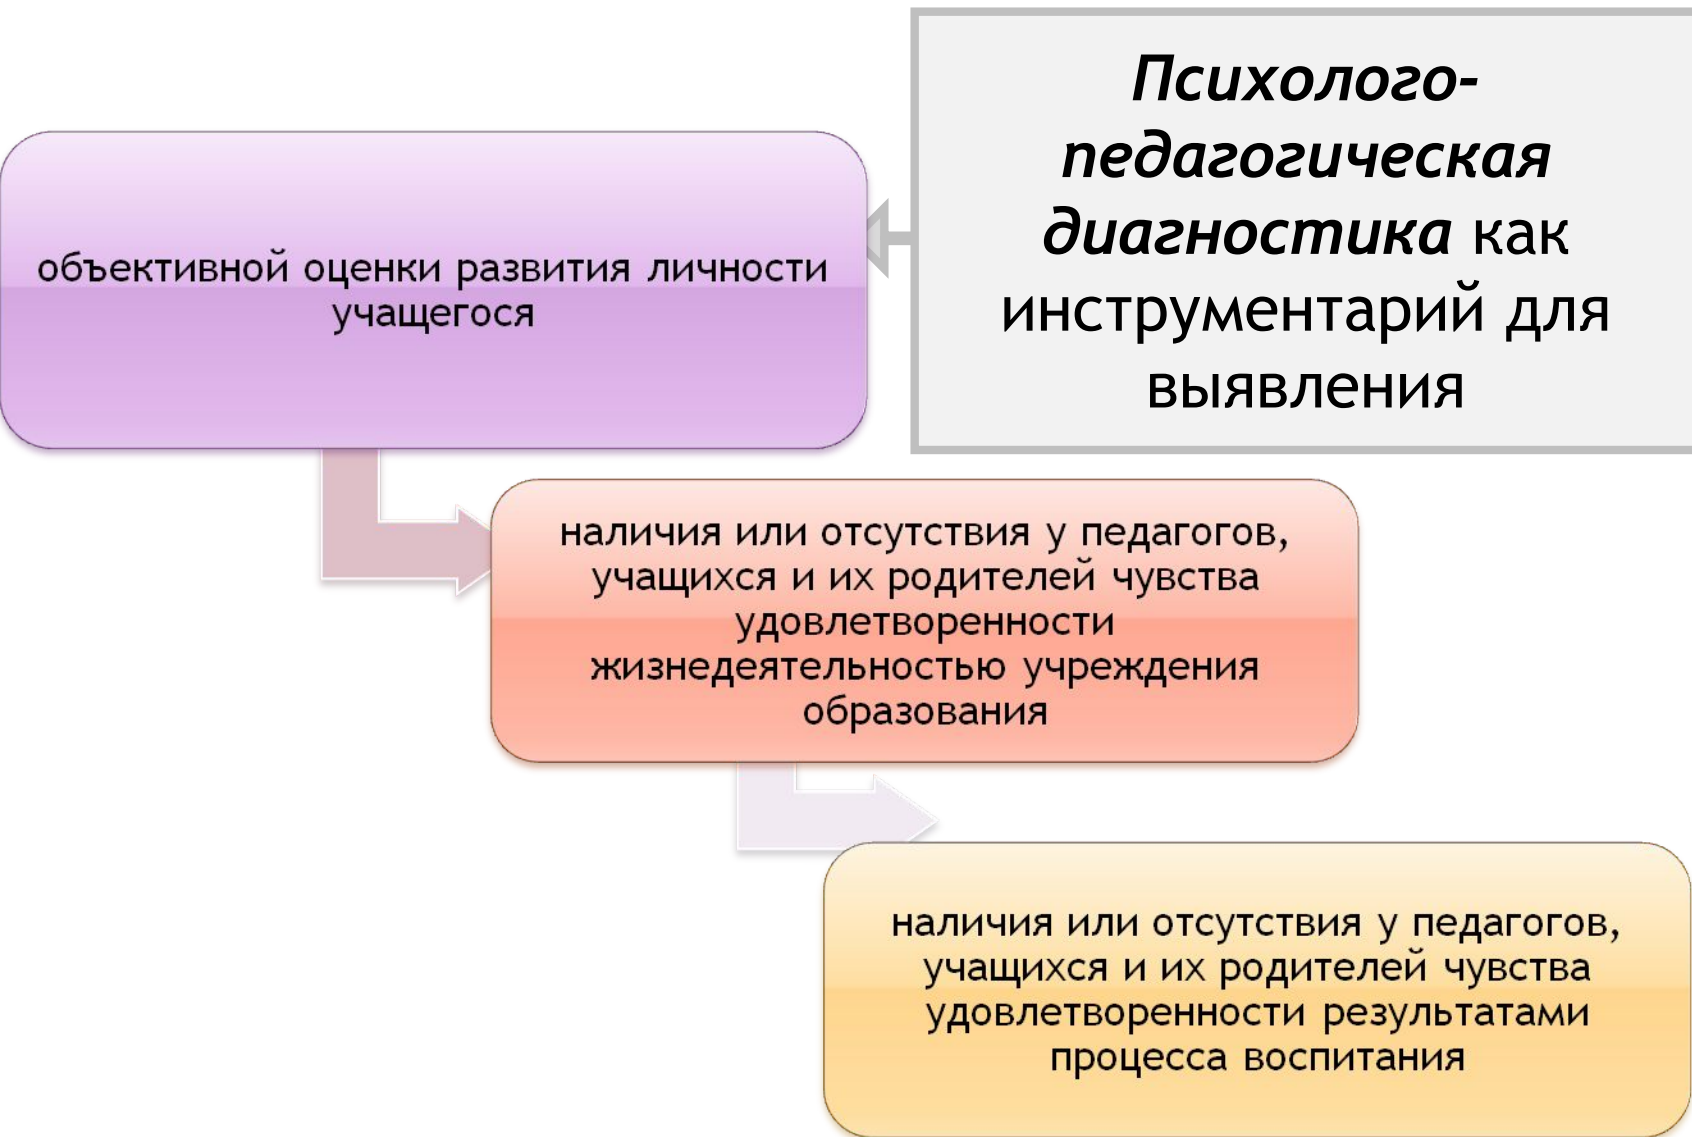 Психолого-
педагогическая
диагностика как
инструментарий для
выявления
объективной оценки развития личности
учащегося
наличия или отсутствия у педагогов,
учащихся и их родителей чувства
удовлетворенности
жизнедеятельностью учреждения
образования
наличия или отсутствия у педагогов,
учащихся и их родителей чувства
удовлетворенности результатами
процесса воспитания